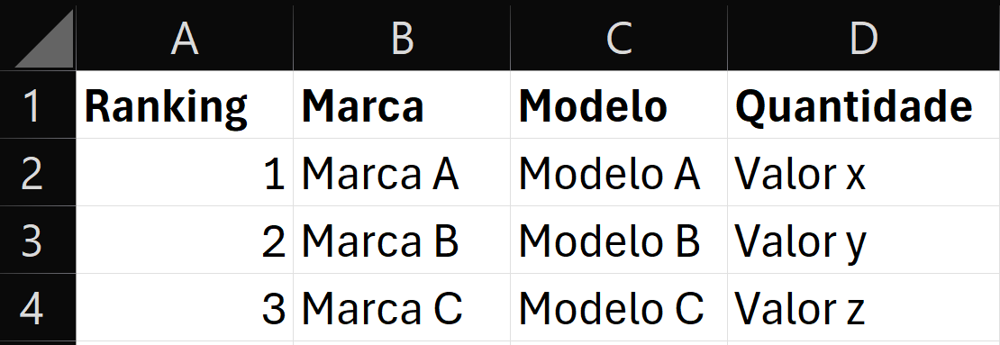 A B C D
1 Ranking Marca Modelo Quantidade
2 1 Marca A Modelo A Valor x
3 2 Marca B Modelo B Valor y
4 3 Marca C Modelo C Valor z